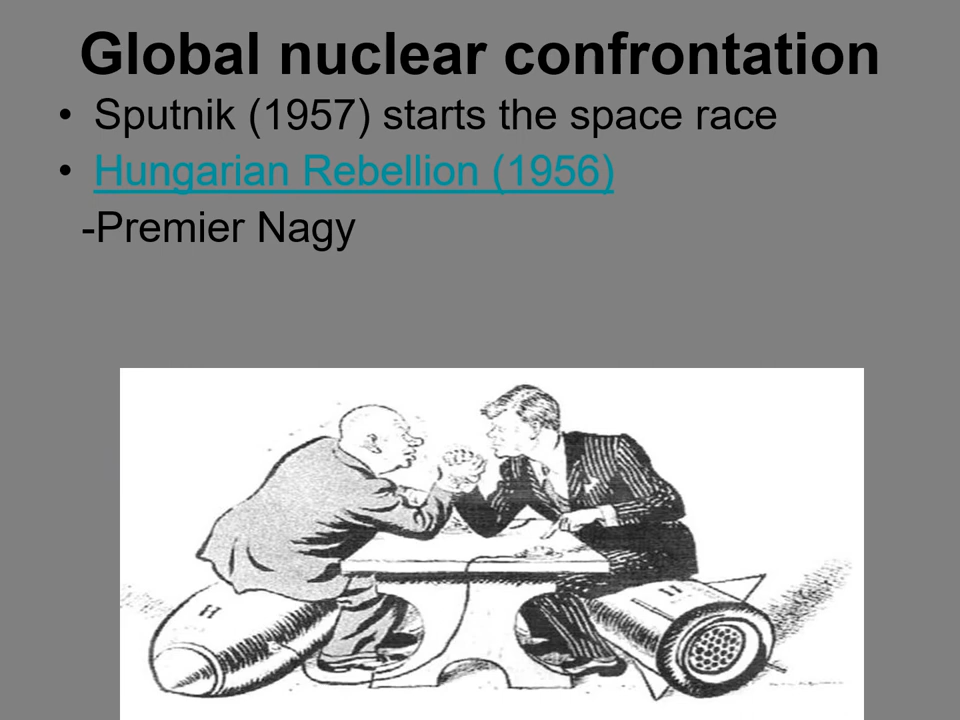 Global nuclear confrontation
• Sputnik (1957) starts the space race
• Hungarian Rebellion (1956)
-Premier Nagy
H
H